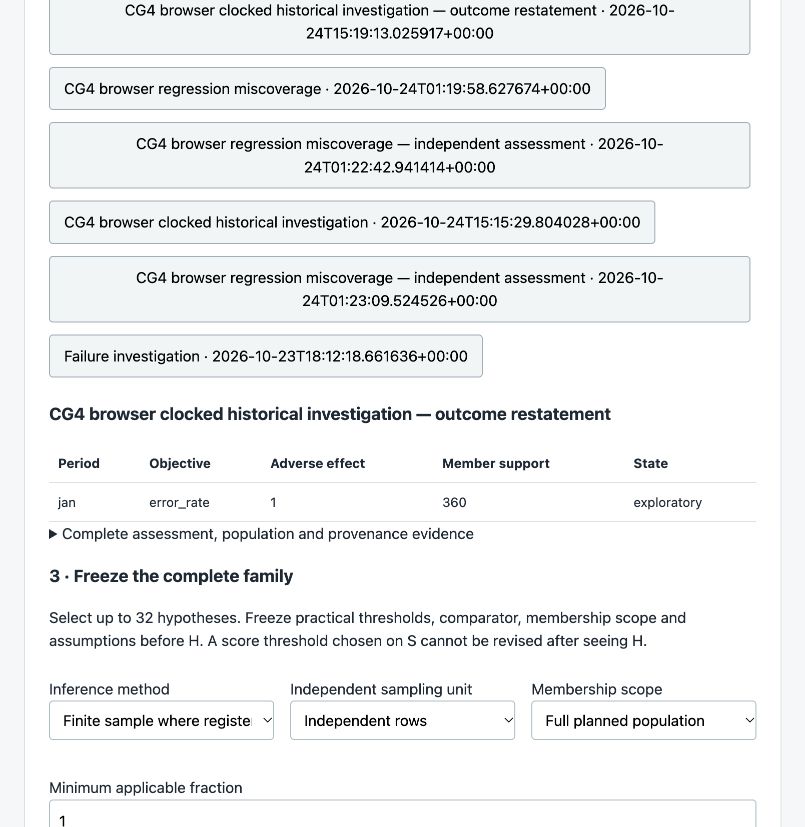 CG4 browser clocked historical investigation — outcome restatement · 2026-10-
24T15:19:13.025917+00:00
CG4 browser regression miscoverage · 2026-10-24T01:19:58.627674+00:00
CG4 browser regression miscoverage — independent assessment · 2026-10-
24T01:22:42.941414+00:00
CG4 browser clocked historical investigation · 2026-10-24T15:15:29.804028+00:00
CG4 browser regression miscoverage — independent assessment · 2026-10-
24T01:23:09.524526+00:00
Failure investigation · 2026-10-23T18:12:18.661636+00:00
CG4 browser clocked historical investigation — outcome restatement
Period Objective Adverse effect Member support State
jan error_rate 1 360 exploratory
Complete assessment, population and provenance evidence
3 · Freeze the complete family
Select up to 32 hypotheses. Freeze practical thresholds, comparator, membership scope and
assumptions before H. A score threshold chosen on S cannot be revised after seeing H.
Inference method Independent sampling unit Membership scope
Finite sample where registe Independent rows Full planned population
Minimum applicable fraction
1